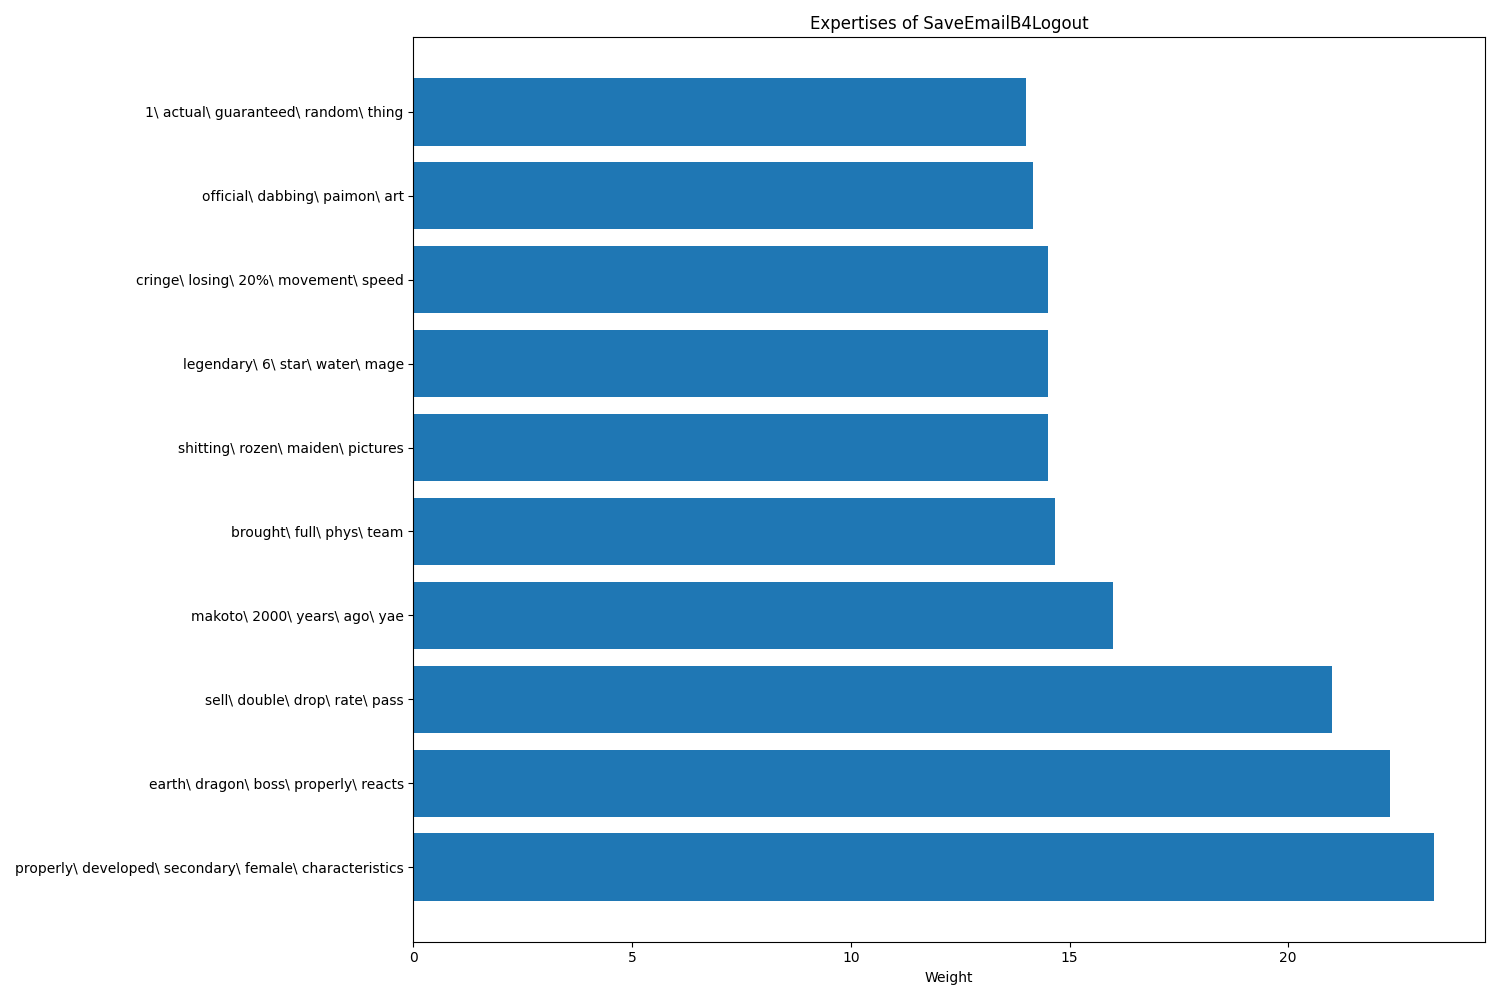 Expertises of SaveEmailB4Logout
1\ actual\ guaranteed\ random\ thing
official\ dabbing\ paimon\ art
cringe\ losing\ 20%\ movement\ speed
legendary\ 6\ star\ water\ mage
shitting\ rozen\ maiden\ pictures
brought\ full\ phys\ team
makoto\ 2000\ years\ ago\ yae
sell\ double\ drop\ rate\ pass
earth\ dragon\ boss\ properly\ reacts
properly\ developed\ secondary\ female\ characteristics
0 5 10 15 20
Weight